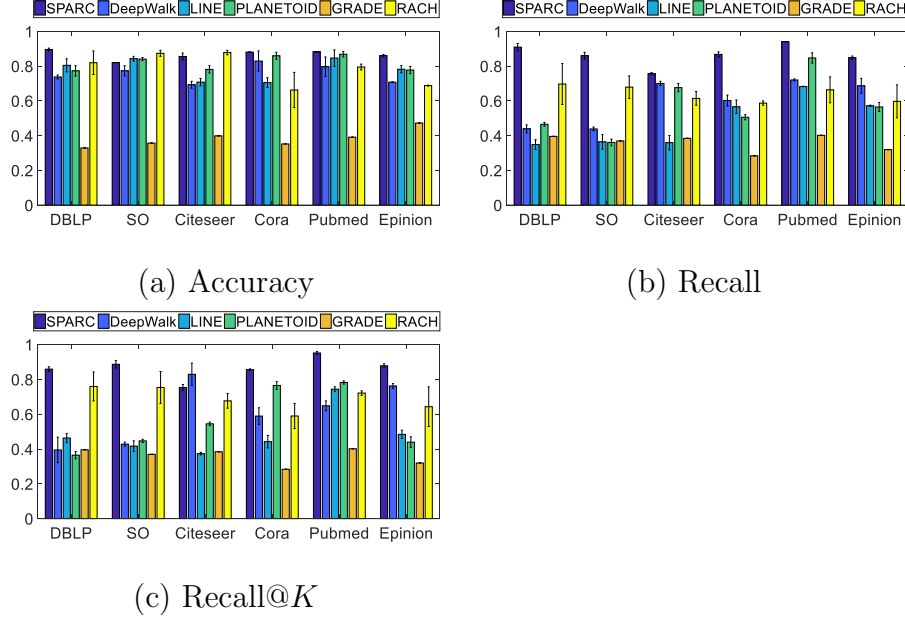 SPARC DeepWalk LINE PLANETOID GRADE RACH
1
0.8
0.6
0.4
0.2
0
DBLP SO Citeseer Cora Pubmed Epinion
(a) Accuracy
SPARC DeepWalk LINE PLANETOID GRADE RACH
1
0.8
0.6
0.4
0.2
0
DBLP SO Citeseer Cora Pubmed Epinion
(b) Recall
SPARC DeepWalk LINE PLANETOID GRADE RACH
1
0.8
0.6
0.4
0.2
0
DBLP SO Citeseer Cora Pubmed Epinion
(c) Recall@K